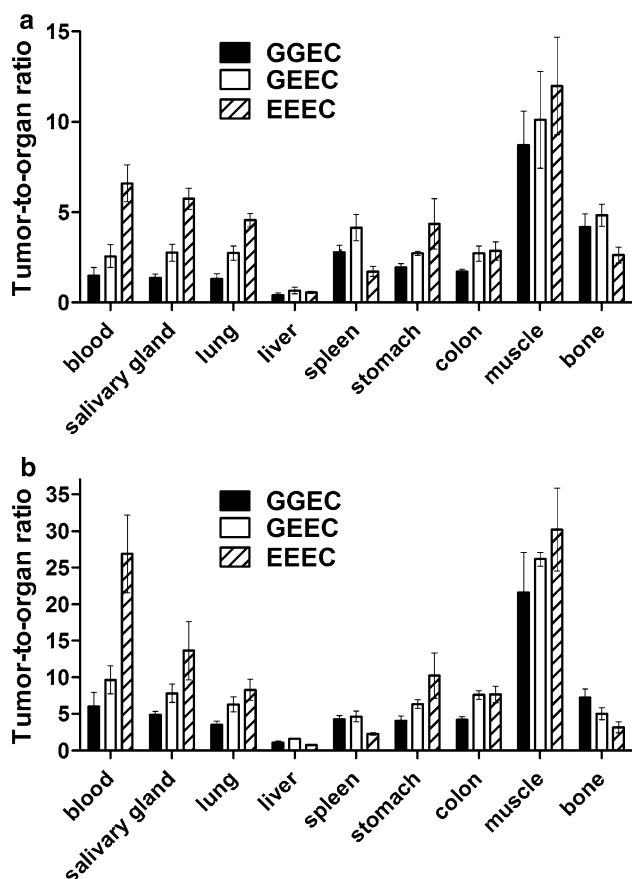 a
Tumor-to-organ ratio
15
10
5
0
GGEC
GEEC
EEEC
blood
salivary gland
lung
liver
spleen
stomach
colon
muscle
bone
b
Tumor-to-organ ratio
35
30
25
20
15
10
5
0
GGEC
GEEC
EEEC
blood
salivary gland
lung
liver
spleen
stomach
colon
muscle
bone